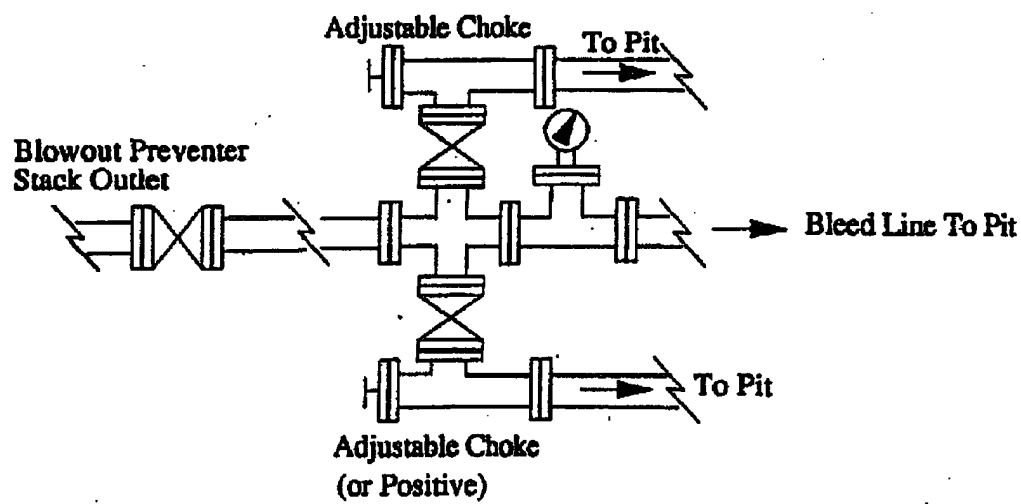 Adjustable Choke
To Pit
Blowout Preventer
Stack Outlet
Bleed Line To Pit
To Pit
Adjustable Choke
(or Positive)